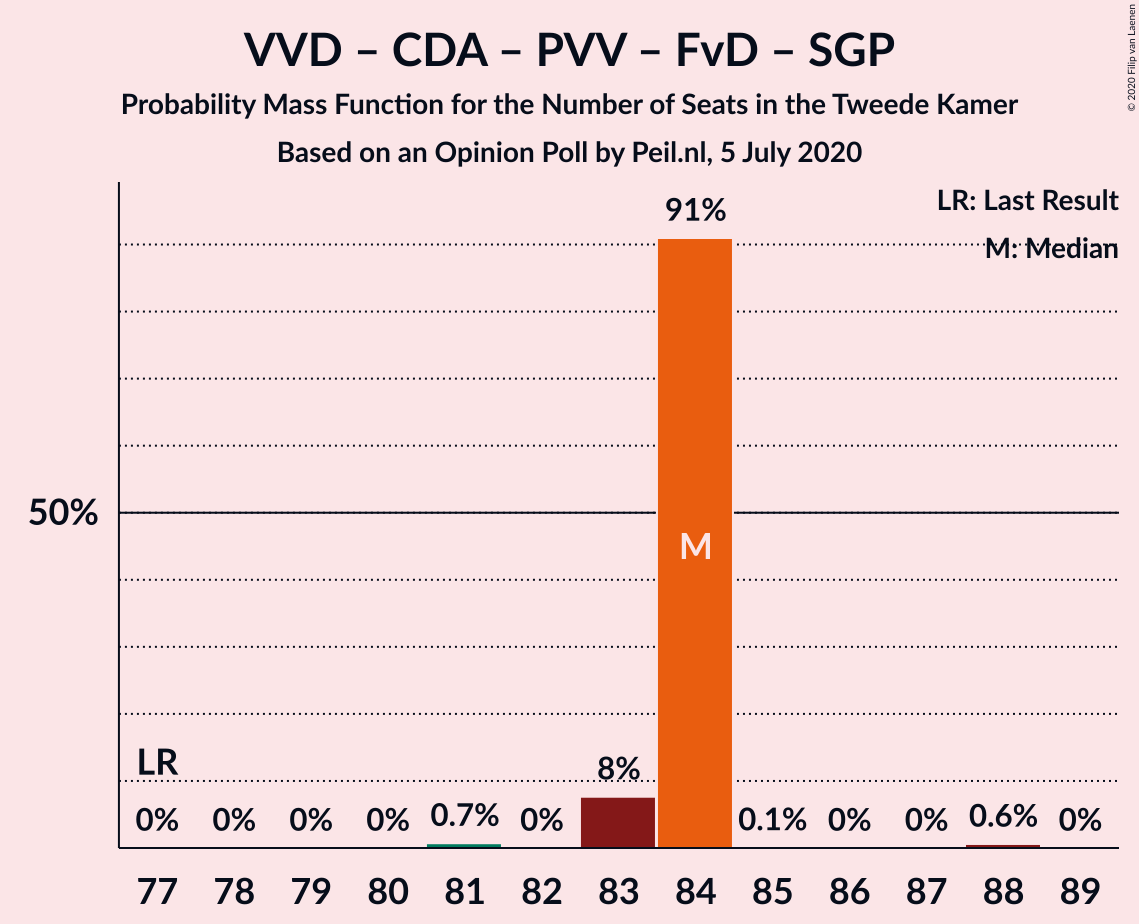 VVD – CDA – PVV – FvD – SGP
Probability Mass Function for the Number of Seats in the Tweede Kamer
Based on an Opinion Poll by Peil.nl, 5 July 2020
© 2020 Filip van Laenen
LR: Last Result
M: Median
91%
50%
M
LR
8%
0% 0% 0% 0% 0.7% 0% 0.1% 0% 0% 0.6% 0%
77 78 79 80 81 82 83 84 85 86 87 88 89